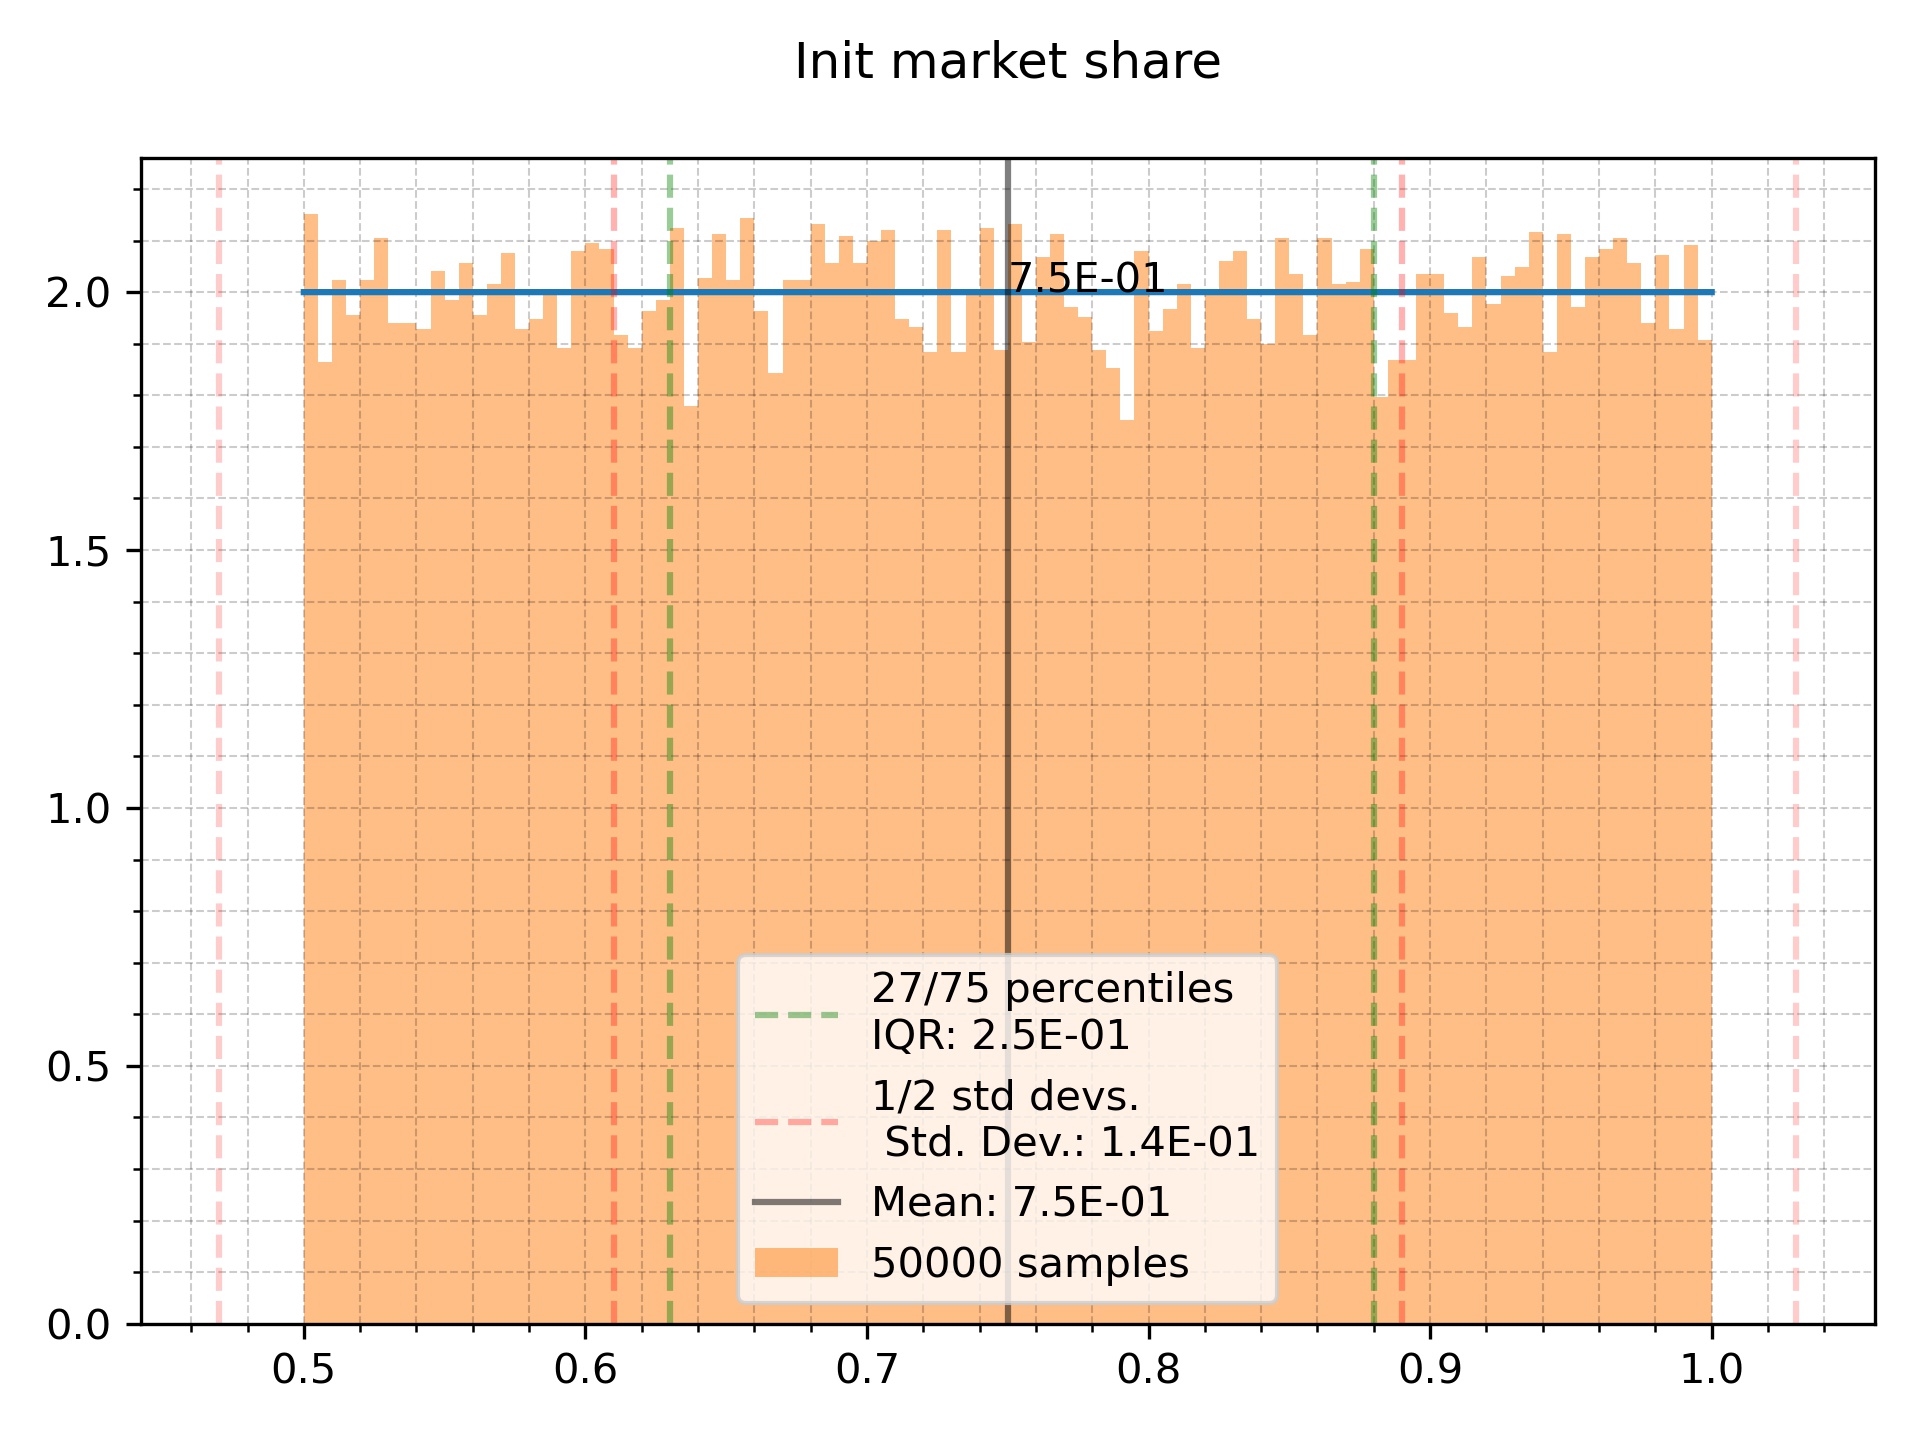 Init market share
2.0
1.5
1.0
0.5
0.0
7.5E-01
27/75 percentiles
IQR: 2.5E-01
1/2 std devs.
Std. Dev.: 1.4E-01
Mean: 7.5E-01
50000 samples
0.5 0.6 0.7 0.8 0.9 1.0